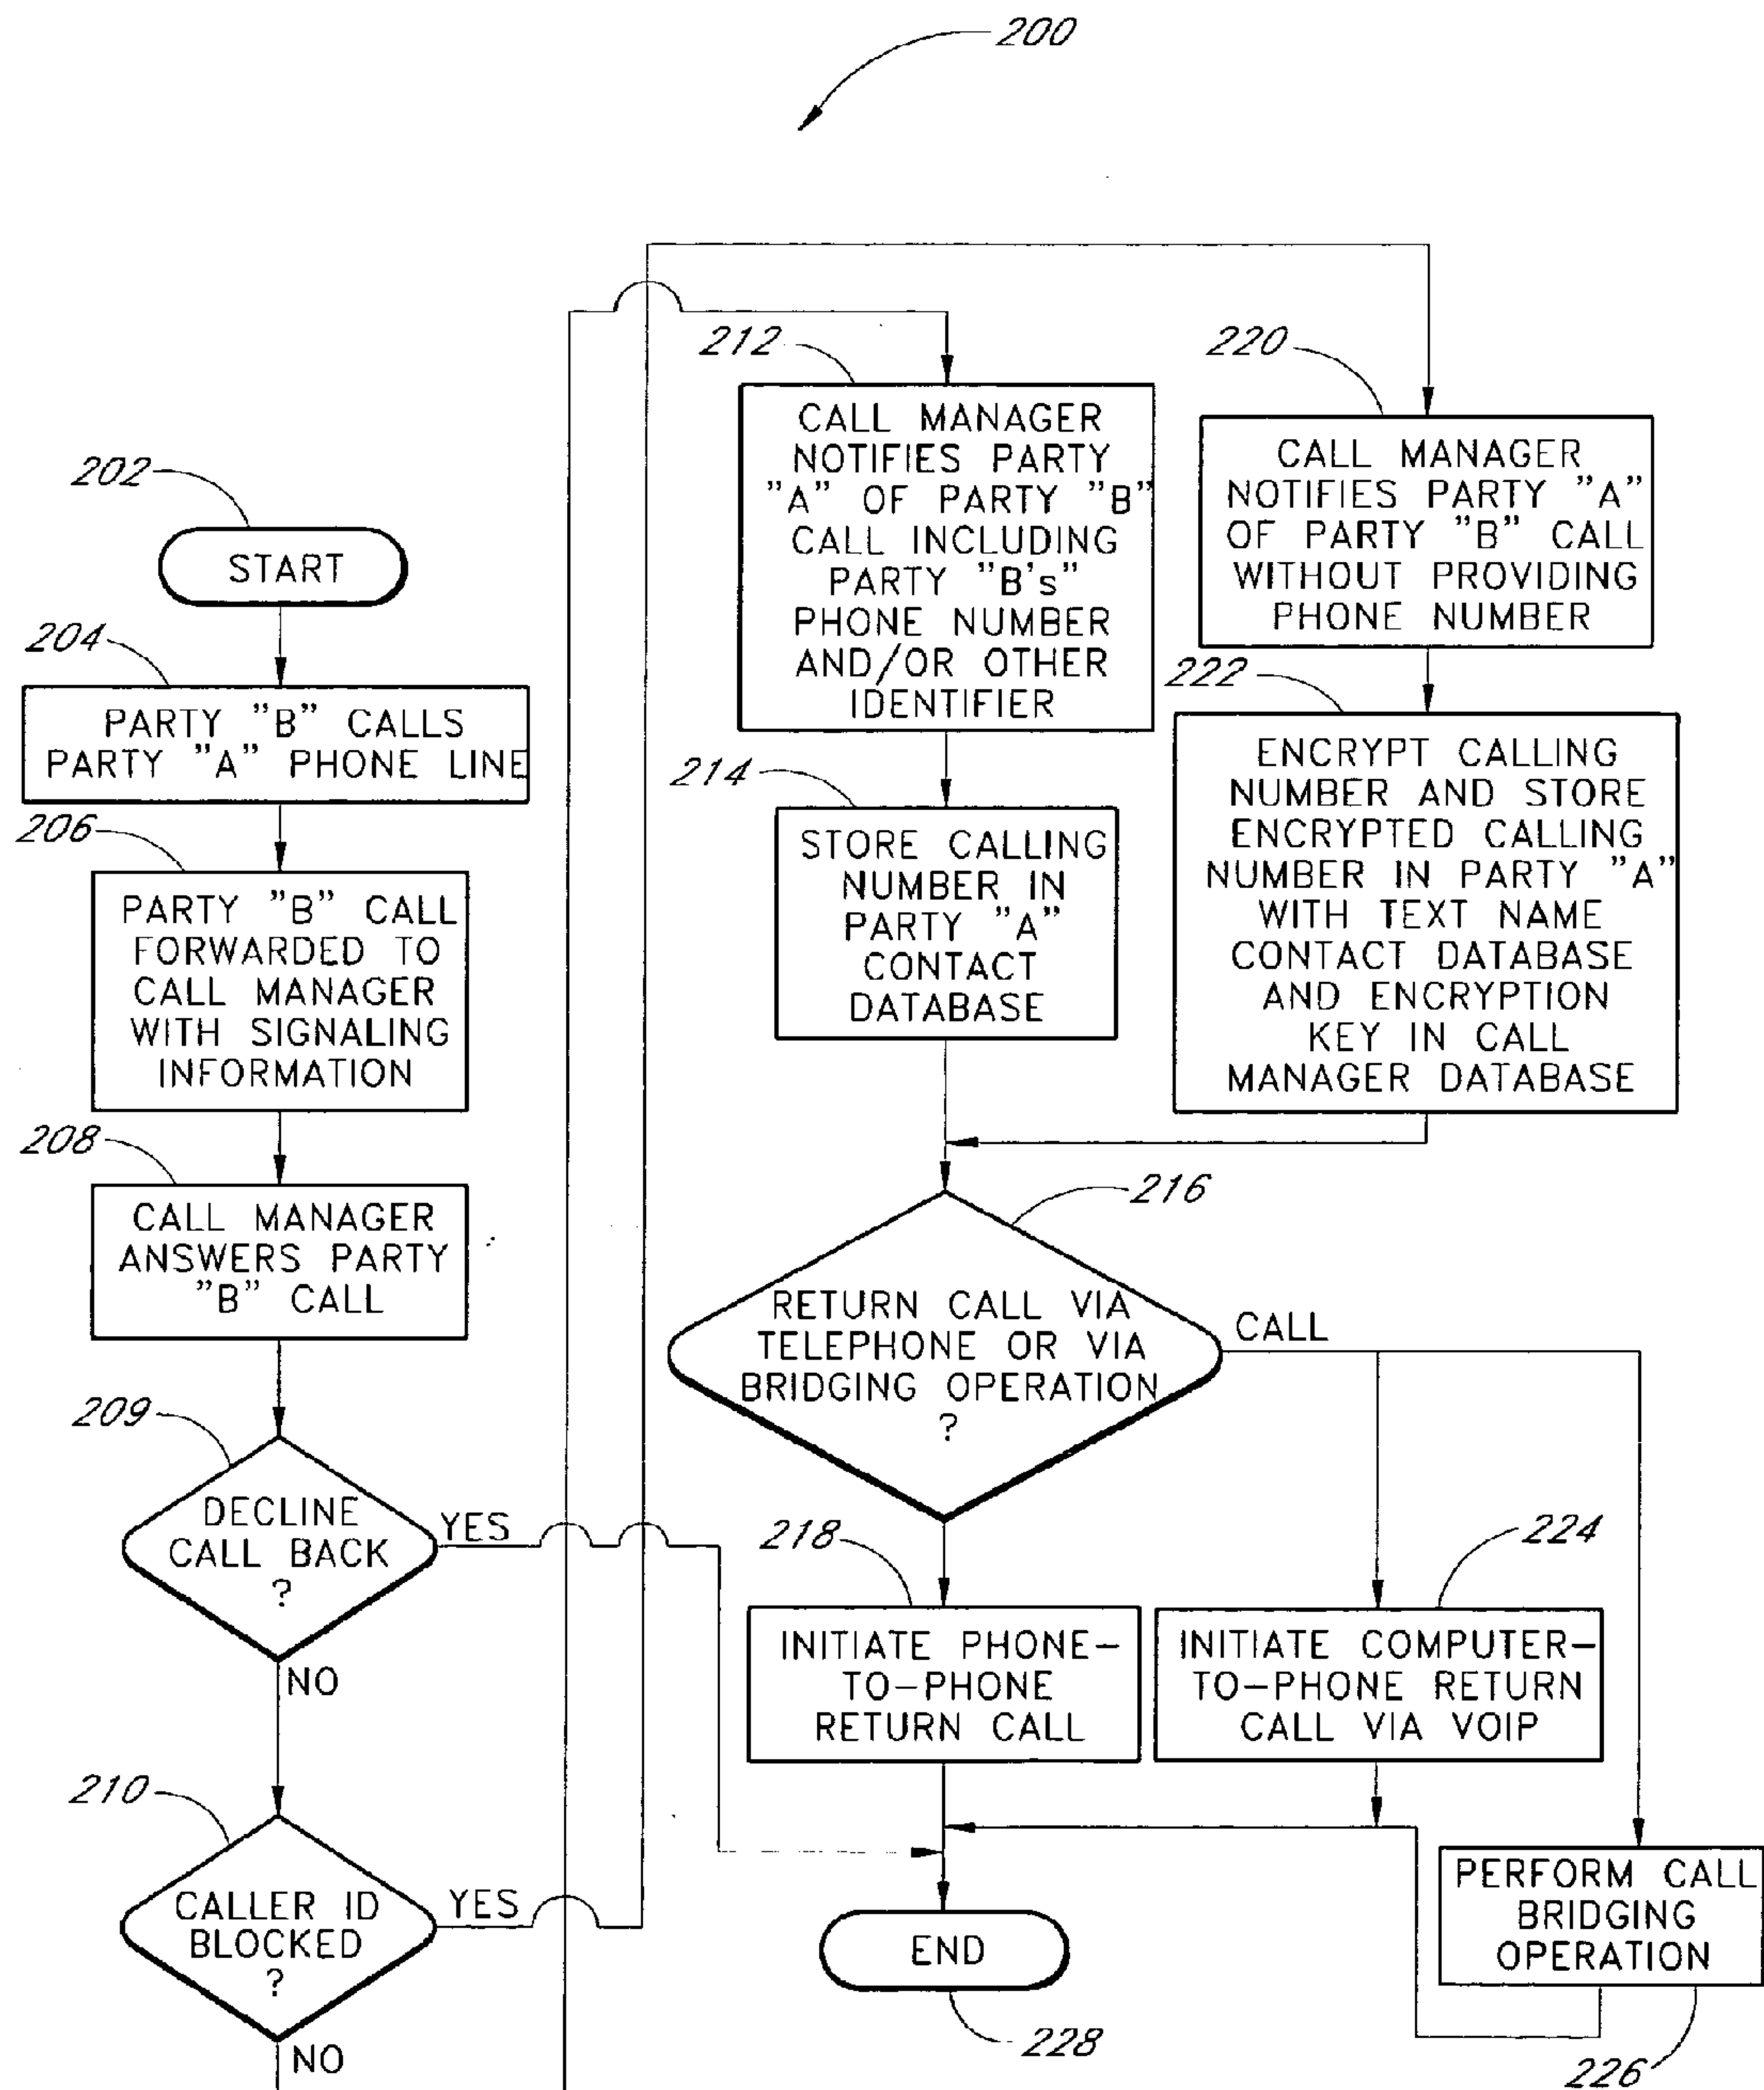 200
202
START
204
PARTY "B" CALLS
PARTY "A" PHONE LINE
206
PARTY "B" CALL
FORWARDED TO
CALL MANAGER
WITH SIGNALING
INFORMATION
208
CALL MANAGER
ANSWERS PARTY
"B" CALL
209
DECLINE
CALL BACK
?
YES
NO
210
CALLER ID
BLOCKED
?
YES
NO
212
CALL MANAGER
NOTIFIES PARTY
"A" OF PARTY "B"
CALL INCLUDING
PARTY "B's"
PHONE NUMBER
AND/OR OTHER
IDENTIFIER
214
STORE CALLING
NUMBER IN
PARTY "A"
CONTACT
DATABASE
220
CALL MANAGER
NOTIFIES PARTY "A"
OF PARTY "B" CALL
WITHOUT PROVIDING
PHONE NUMBER
222
ENCRYPT CALLING
NUMBER AND STORE
ENCRYPTED CALLING
NUMBER IN PARTY "A"
WITH TEXT NAME
CONTACT DATABASE
AND ENCRYPTION
KEY IN CALL
MANAGER DATABASE
216
RETURN CALL VIA
TELEPHONE OR VIA
BRIDGING OPERATION
?
CALL
218
INITIATE PHONE-
TO-PHONE
RETURN CALL
224
INITIATE COMPUTER-
TO-PHONE RETURN
CALL VIA VOIP
PERFORM CALL
BRIDGING
OPERATION
226
END
228